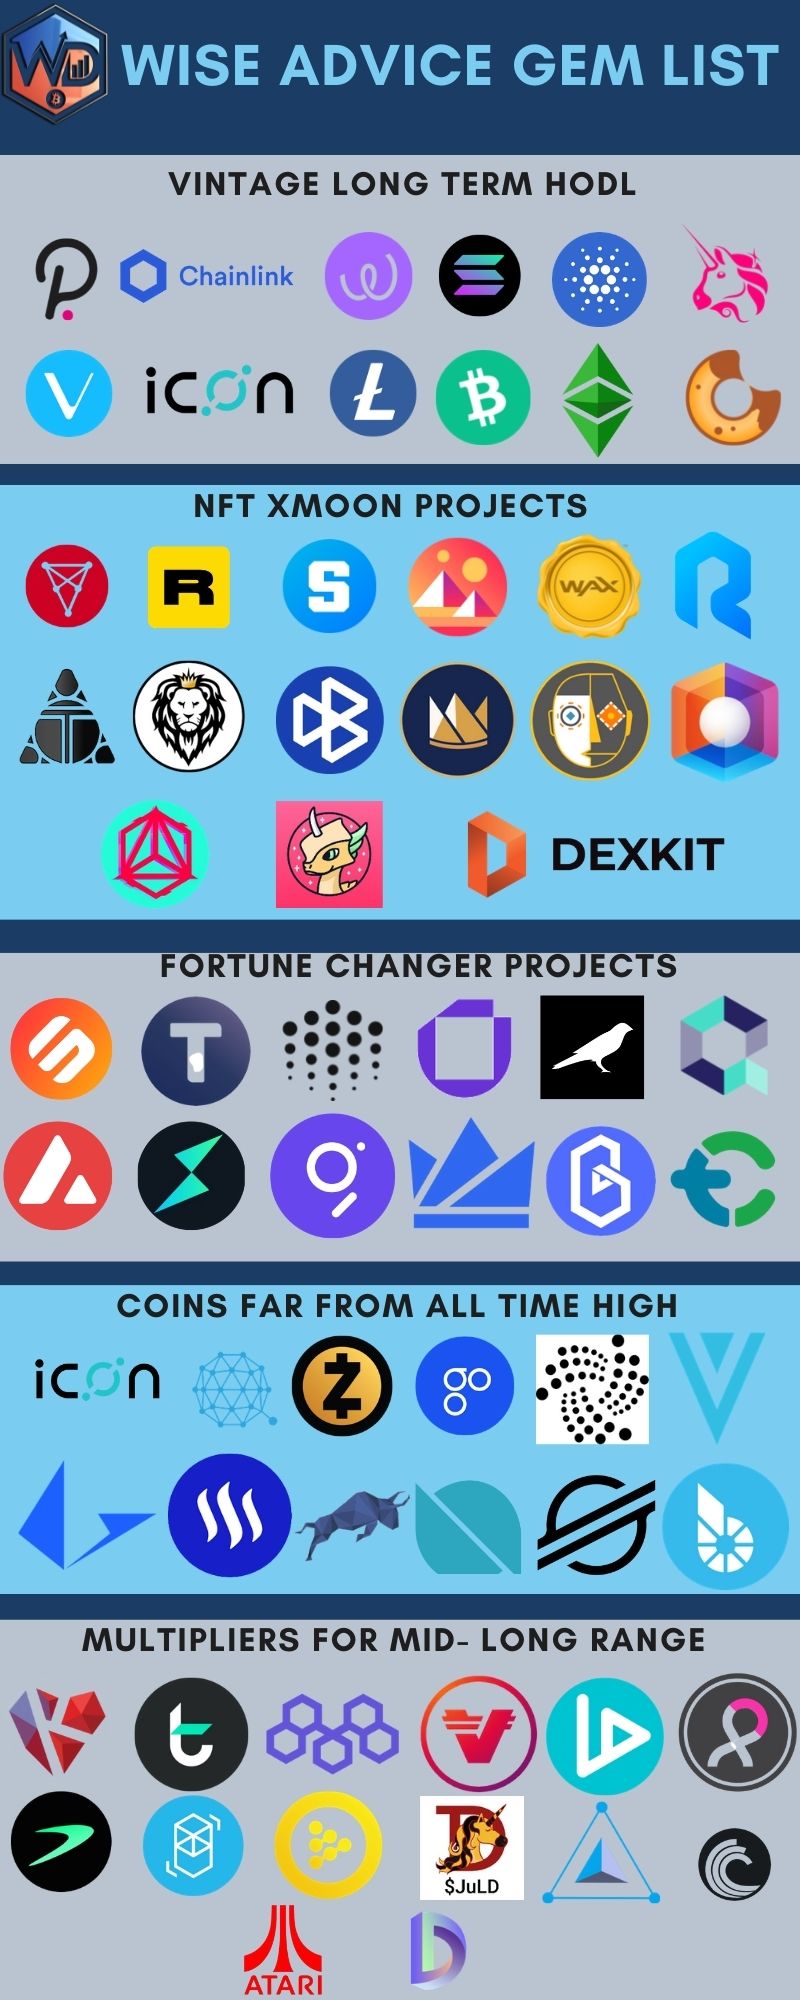 WD WISE ADVICE GEM LIST
VINTAGE LONG TERM HODL
Chainlink
icon
NFT XMOON PROJECTS
R
S
WAX
DEXKIT
FORTUNE CHANGER PROJECTS
T
COINS FAR FROM ALL TIME HIGH
icon
MULTIPLIERS FOR MID- LONG RANGE
$JuLD
ATARI